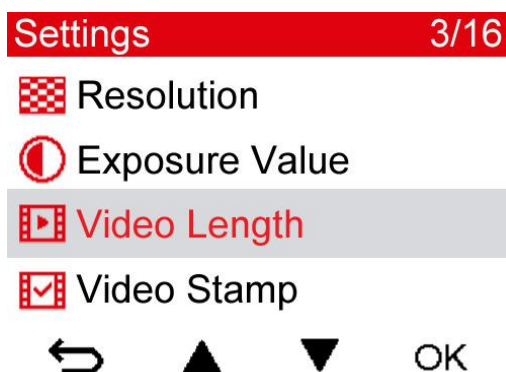 Settings 3/16
Resolution
Exposure Value
Video Length
Video Stamp
OK